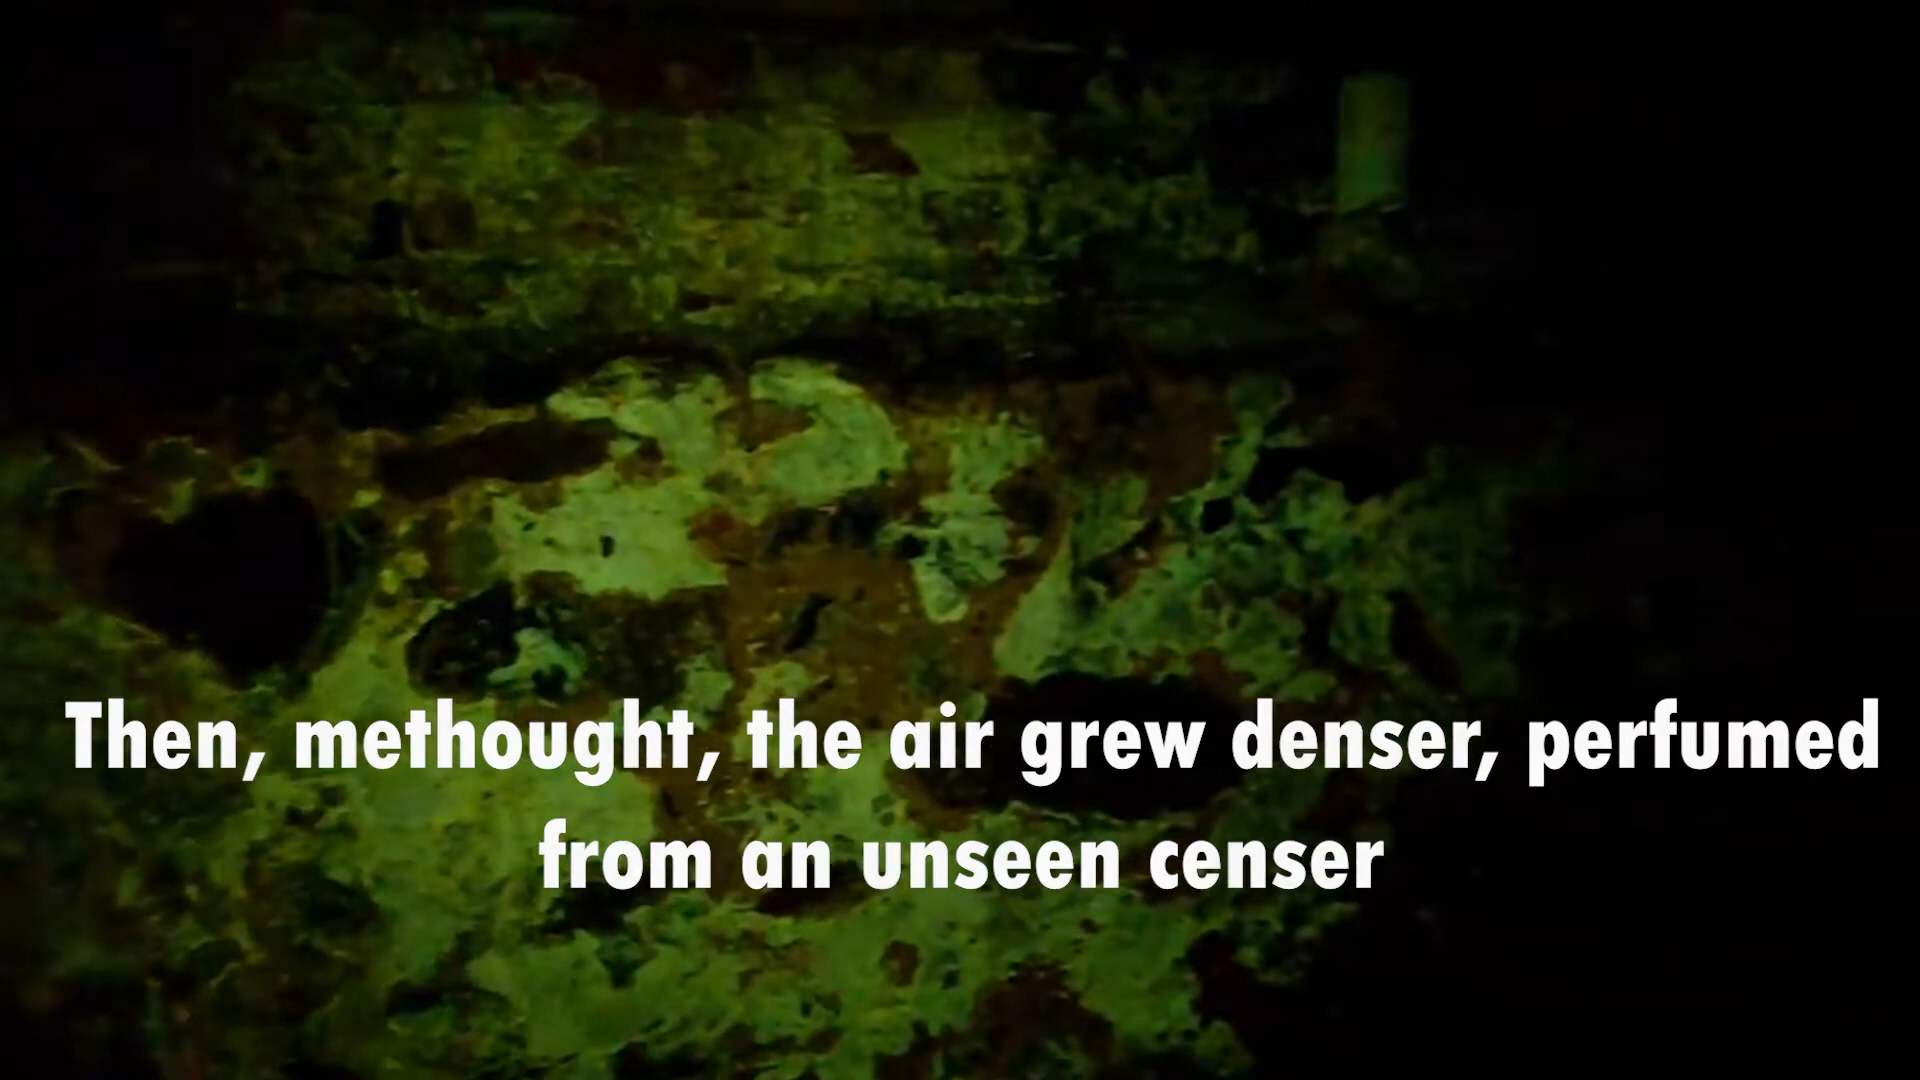 Then, methought, the air grew denser, perfumed
from an unseen censer